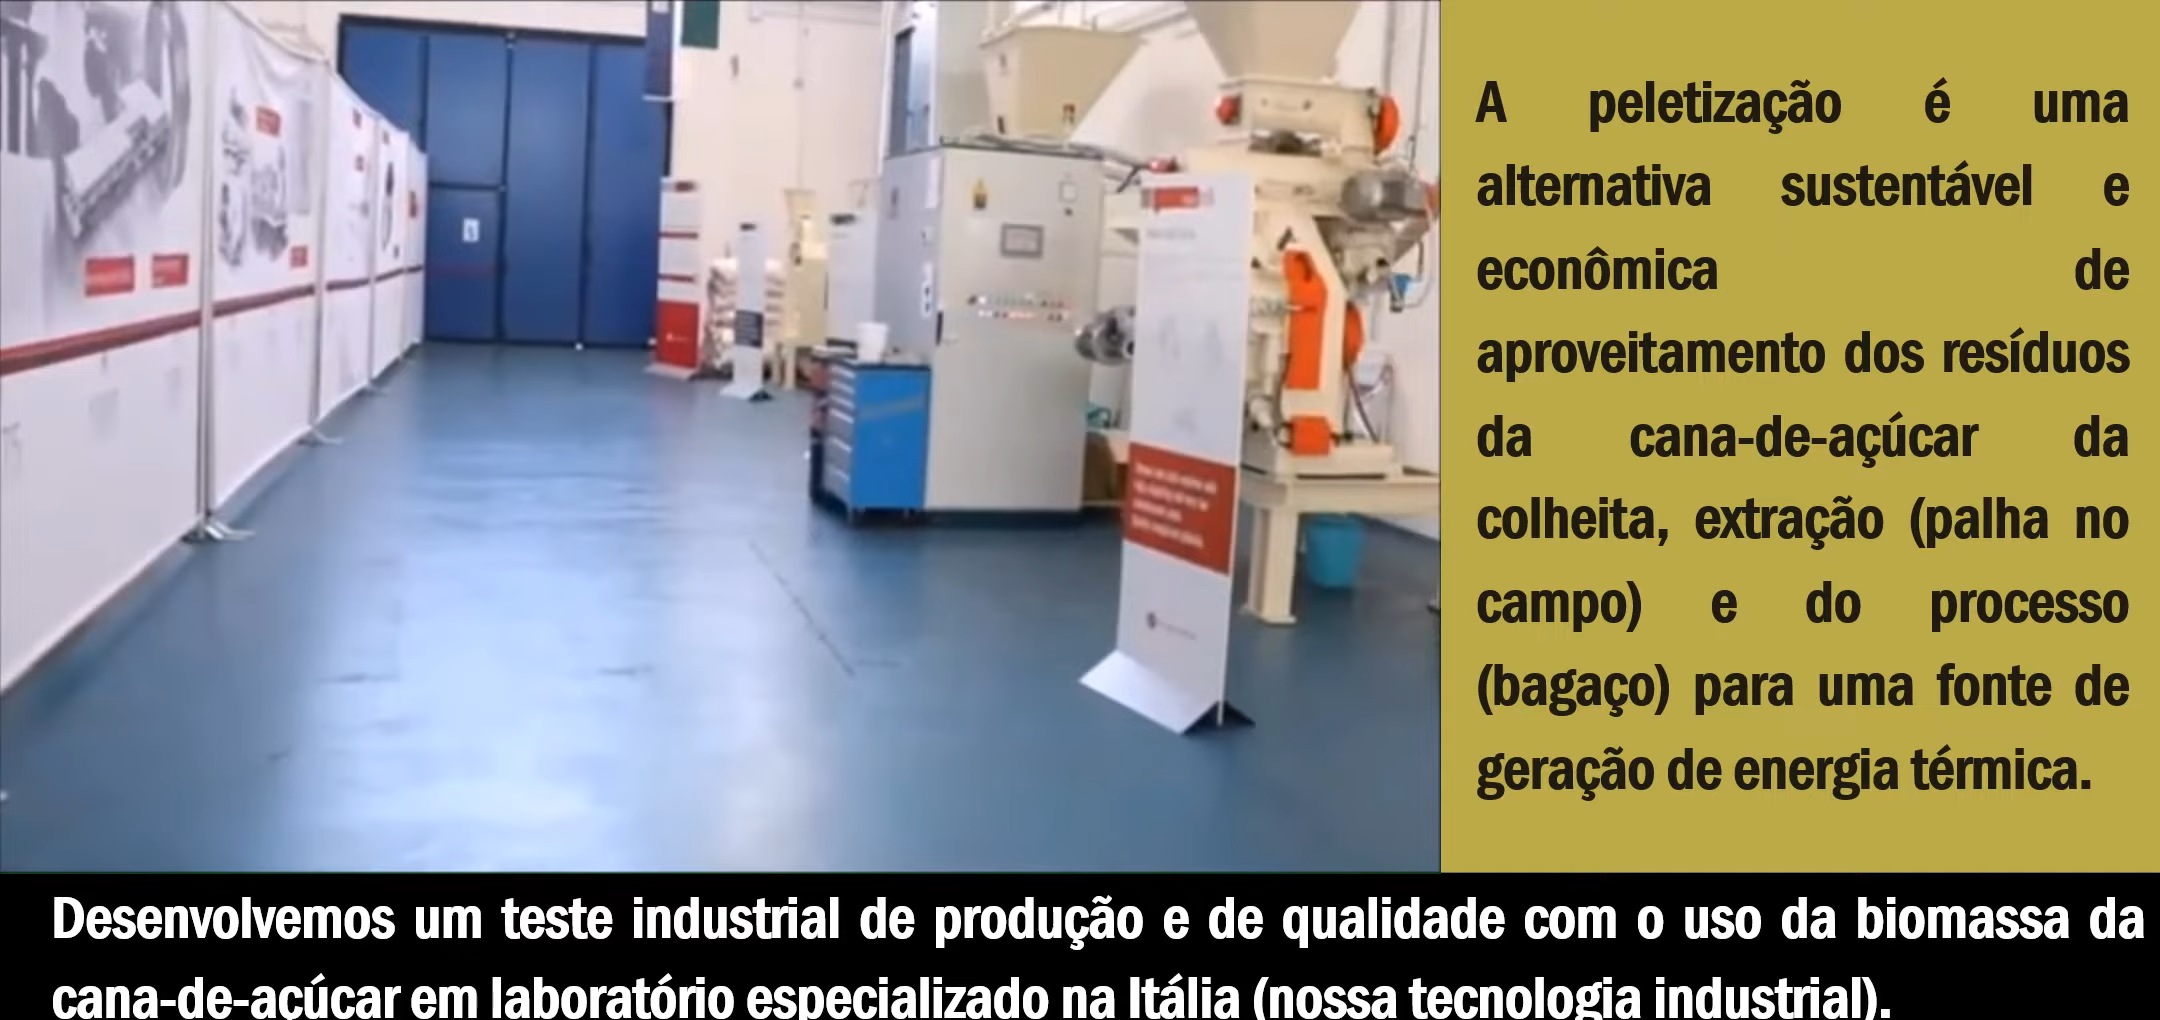 A peletização é uma
alternativa sustentável e
econômica de
aproveitamento dos resíduos
da cana-de-açúcar da
colheita, extração (palha no
campo) e do processo
(bagaço) para uma fonte de
geração de energia térmica.
Desenvolvemos um teste industrial de produção e de qualidade com o uso da biomassa da
cana-de-açúcar em laboratório especializado na Itália (nossa tecnologia industrial).